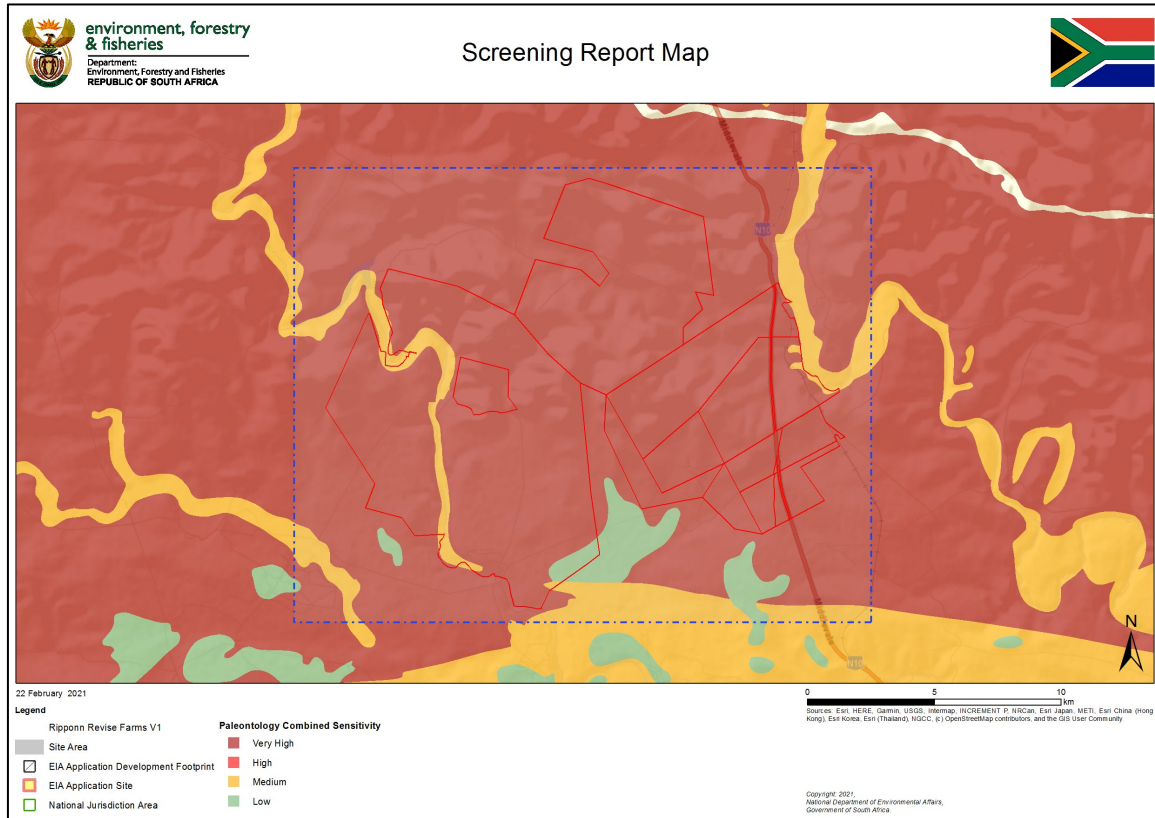 environment, forestry
& fisheries
Department:
Environment, Forestry and Fisheries
REPUBLIC OF SOUTH AFRICA
Screening Report Map
N10
22 February 2021
Legend
Ripponn Revise Farms V1
Site Area
EIA Application Development Footprint
EIA Application Site
National Jurisdiction Area
Paleontology Combined Sensitivity
Very High
High
Medium
Low
N
0 5 10
km
Sources: Esri, HERE, Garmin, USGS, Intermap, INCREMENT P, NRCan, Esri Japan, METI, Esri China (Hong
Kong), Esri Korea, Esri (Thailand), NGCC, (c) OpenStreetMap contributors, and the GIS User Community
Copyright: 2021,
National Department of Environmental Affairs,
Government of South Africa.